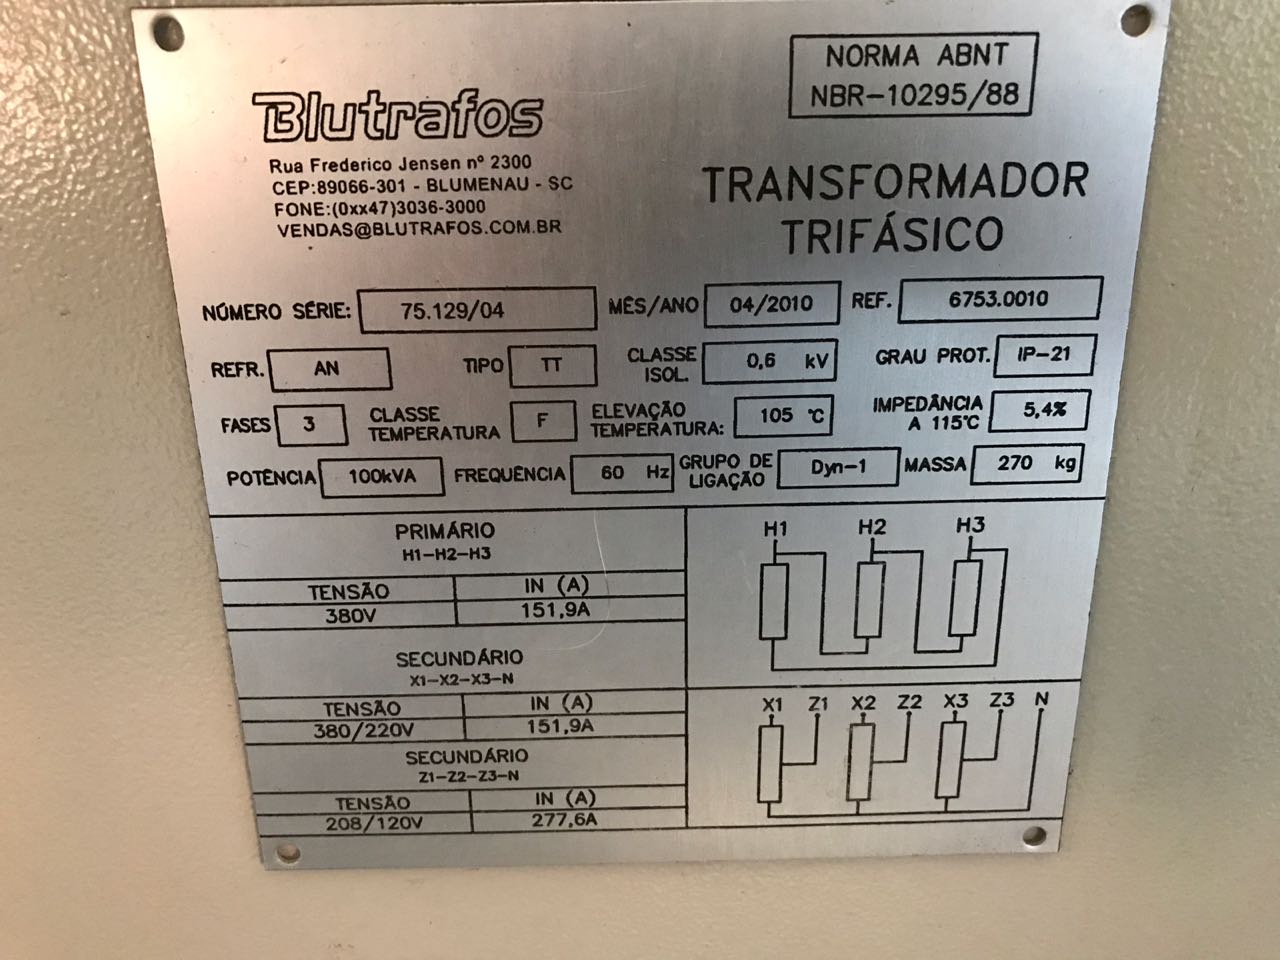 NORMA ABNT
NBR-10295/88
Blutrafos
Rua Frederico Jensen nº 2300
CEP:89066-301 - BLUMENAU - SC
FONE:(0xx47)3036-3000
VENDAS@BLUTRAFOS.COM.BR
TRANSFORMADOR
TRIFÁSICO
NÚMERO SÉRIE: 75.129/04 MÊS/ANO 04/2010 REF. 6753.0010
REFR. AN TIPO TT CLASSE ISOL. 0,6 kV GRAU PROT. IP-21
FASES 3 CLASSE TEMPERATURA F ELEVAÇÃO TEMPERATURA: 105 ℃ IMPEDÂNCIA A 115℃ 5,4%
POTÊNCIA 100kVA FREQUÊNCIA 60 Hz GRUPO DE LIGAÇÃO Dyn-1 MASSA 270 kg
PRIMÁRIO
H1-H2-H3
TENSÃO IN (A)
380V 151,9A
SECUNDÁRIO
X1-X2-X3-N
TENSÃO IN (A)
380/220V 151,9A
SECUNDÁRIO
Z1-Z2-Z3-N
TENSÃO IN (A)
208/120V 277,6A
H1 H2 H3
X1 Z1 X2 Z2 X3 Z3 N